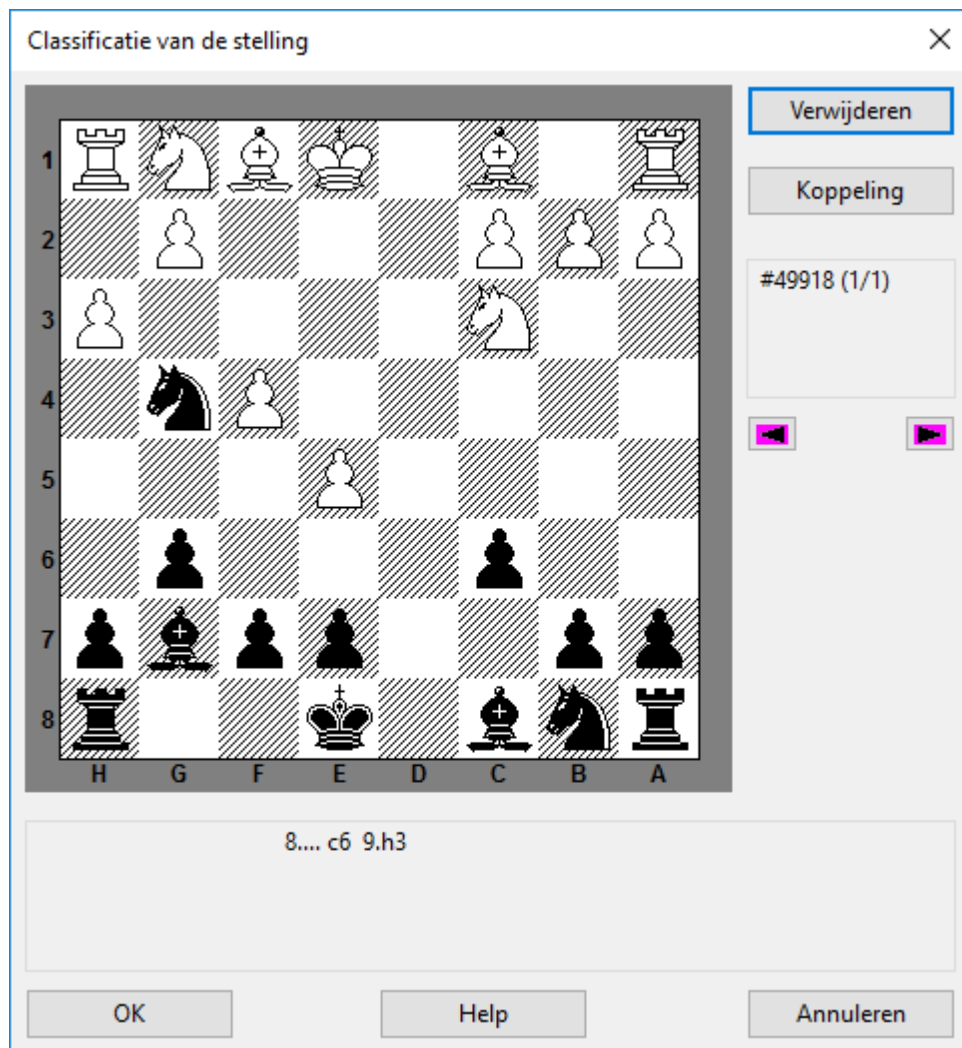 Classificatie van de stelling
Verwijderen
Koppeling
#49918 (1/1)
1
2
3
4
5
6
7
8
H G F E D C B A
8.... c6 9.h3
OK Help Annuleren